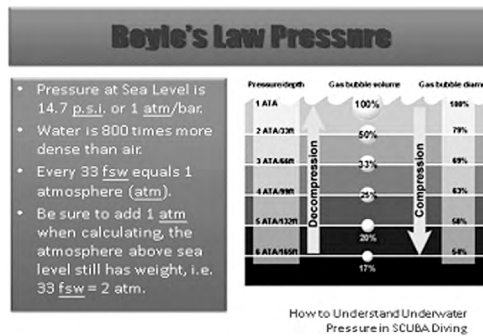 Boyle's Law Pressure
• Pressure at Sea Level is
14.7 p.s.i. or 1 atm/bar.
• Water is 800 times more
dense than air.
• Every 33 fsw equals 1
atmosphere (atm).
• Be sure to add 1 atm
when calculating, the
atmosphere above sea
level still has weight, i.e.
33 fsw = 2 atm.
Pressure/depth Gas bubble volume Gas bubble diame
1 ATA 100% 100%
2 ATA/33ft 50% 79%
3 ATA/66ft 33% 69%
4 ATA/99ft 25% 63%
5 ATA/132ft 20% 58%
6 ATA/165ft 17% 54%
Decompression
Compression
How to Understand Underwater
Pressure in SCUBA Diving